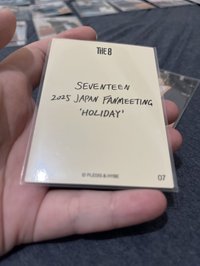 THE 8
SEVENTEEN
2025 JAPAN FANMEETING
'HOLIDAY'
© PLEDIS & HYBE
07